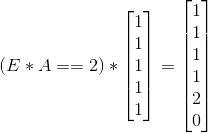 (E * A == 2) * [1 1 1 1 1] = [1 1 1 1 2 0]